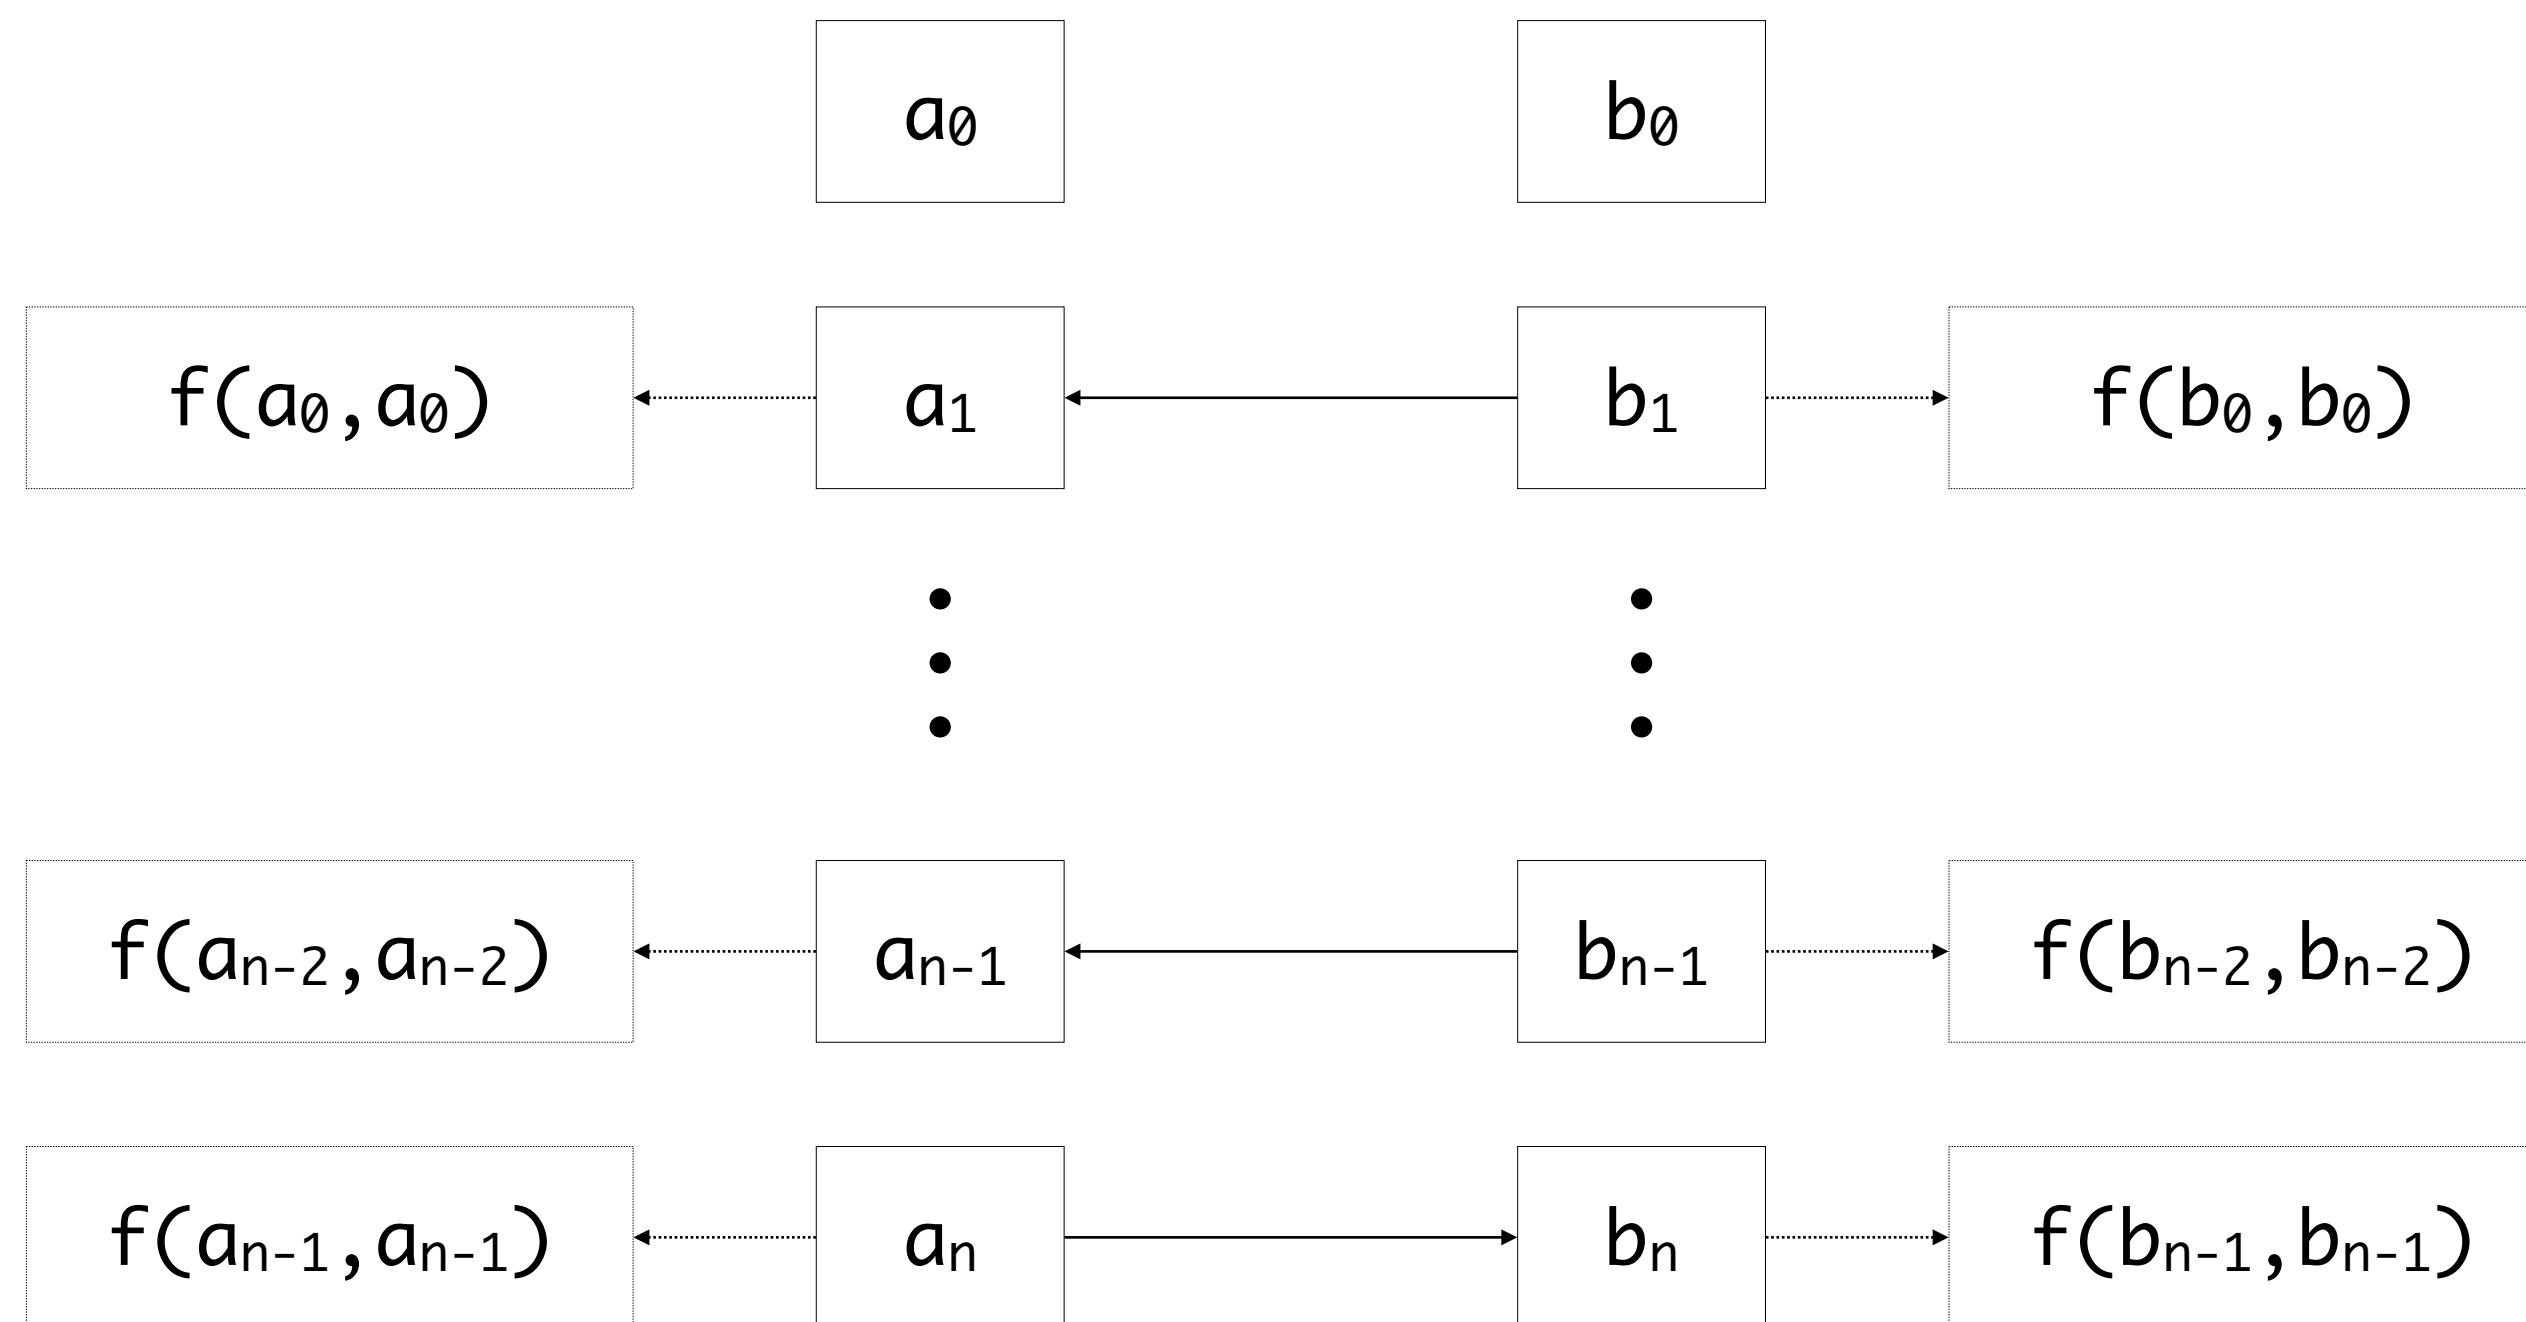 a₀ b₀
f(a₀,a₀) a₁ b₁ f(b₀,b₀)
f(aₙ₋₂,aₙ₋₂) aₙ₋₁ bₙ₋₁ f(bₙ₋₂,bₙ₋₂)
f(aₙ₋₁,aₙ₋₁) aₙ bₙ f(bₙ₋₁,bₙ₋₁)